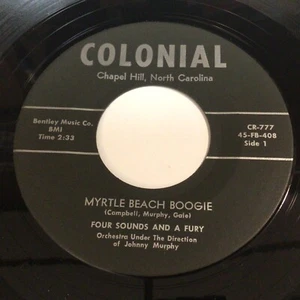 COLONIAL
Chapel Hill, North Carolina
Bentley Music Co.
BMI
Time 2:33
CR-777
45-FB-408
Side 1
MYRTLE BEACH BOOGIE
(Campbell, Murphy, Gale)
FOUR SOUNDS AND A FURY
Orchestra Under The Direction
of Johnny Murphy